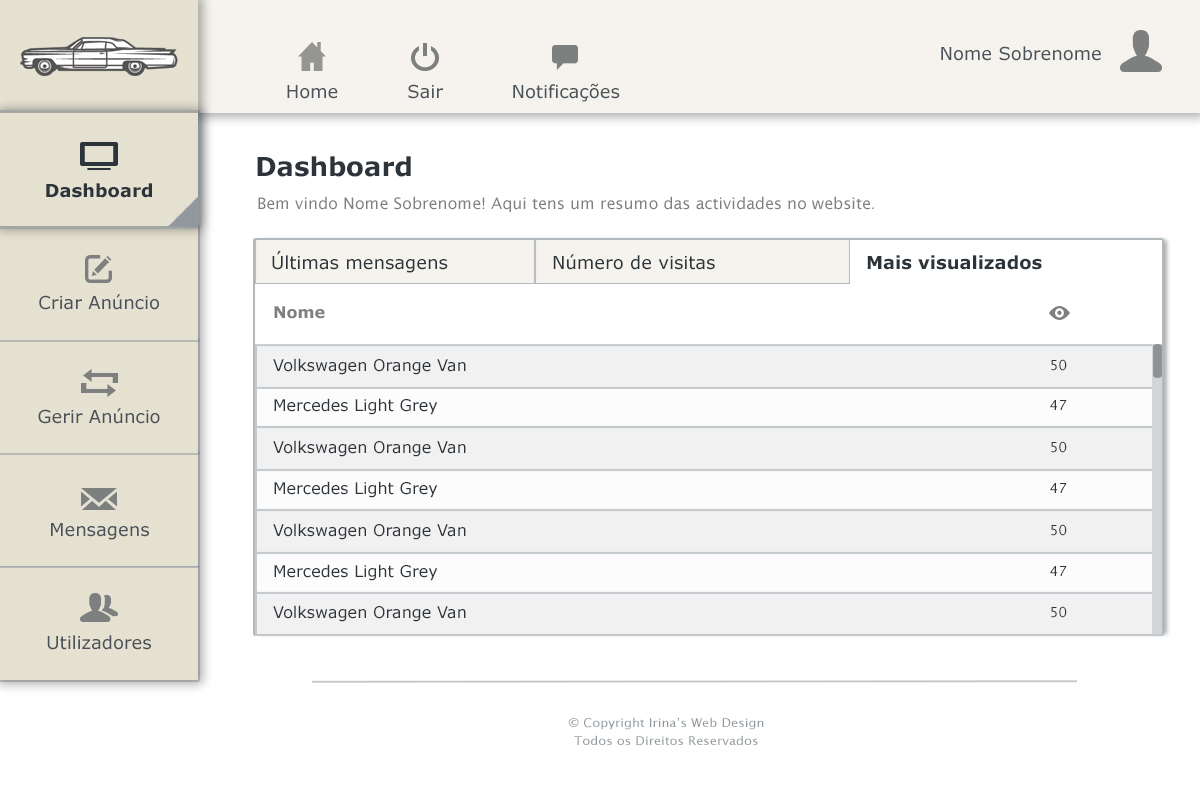 Home
Sair
Notificações
Nome Sobrenome
Dashboard
Criar Anúncio
Gerir Anúncio
Mensagens
Utilizadores
Dashboard
Bem vindo Nome Sobrenome! Aqui tens um resumo das actividades no website.
Últimas mensagens
Número de visitas
Mais visualizados
Nome
Volkswagen Orange Van 50
Mercedes Light Grey 47
Volkswagen Orange Van 50
Mercedes Light Grey 47
Volkswagen Orange Van 50
Mercedes Light Grey 47
Volkswagen Orange Van 50
© Copyright Irina's Web Design
Todos os Direitos Reservados